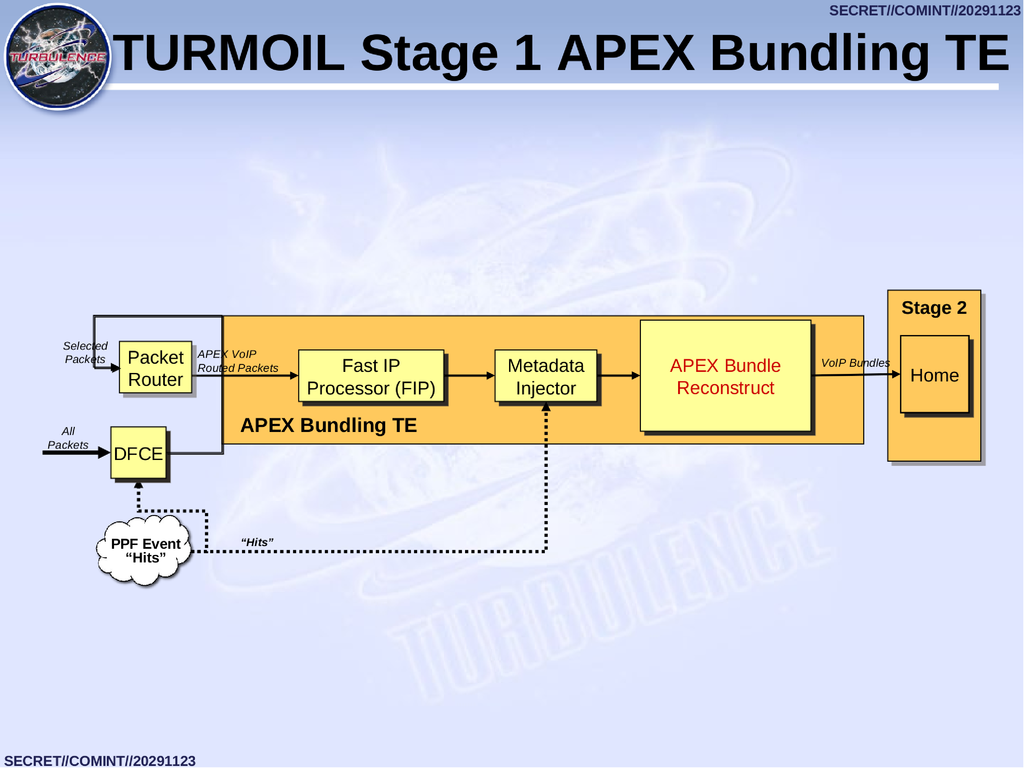 SECRET//COMINT//20291123
TURBULENCE
TURMOIL Stage 1 APEX Bundling TE
Stage 2
Selected
Packets
Packet
Router
APEX VoIP
Routed Packets
Fast IP
Processor (FIP)
Metadata
Injector
APEX Bundle
Reconstruct
VoIP Bundles
Home
APEX Bundling TE
All
Packets
DFCE
PPF Event
“Hits”
“Hits”
TURBULENCE
SECRET//COMINT//20291123